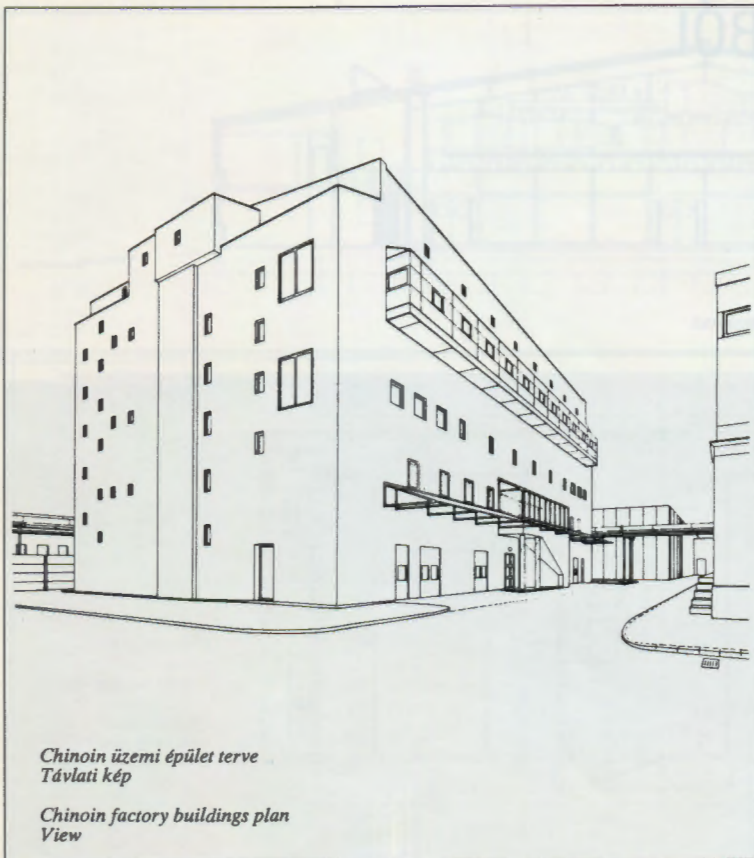 Chinoin üzemi épület terve
Távlati kép
Chinoin factory buildings plan
View